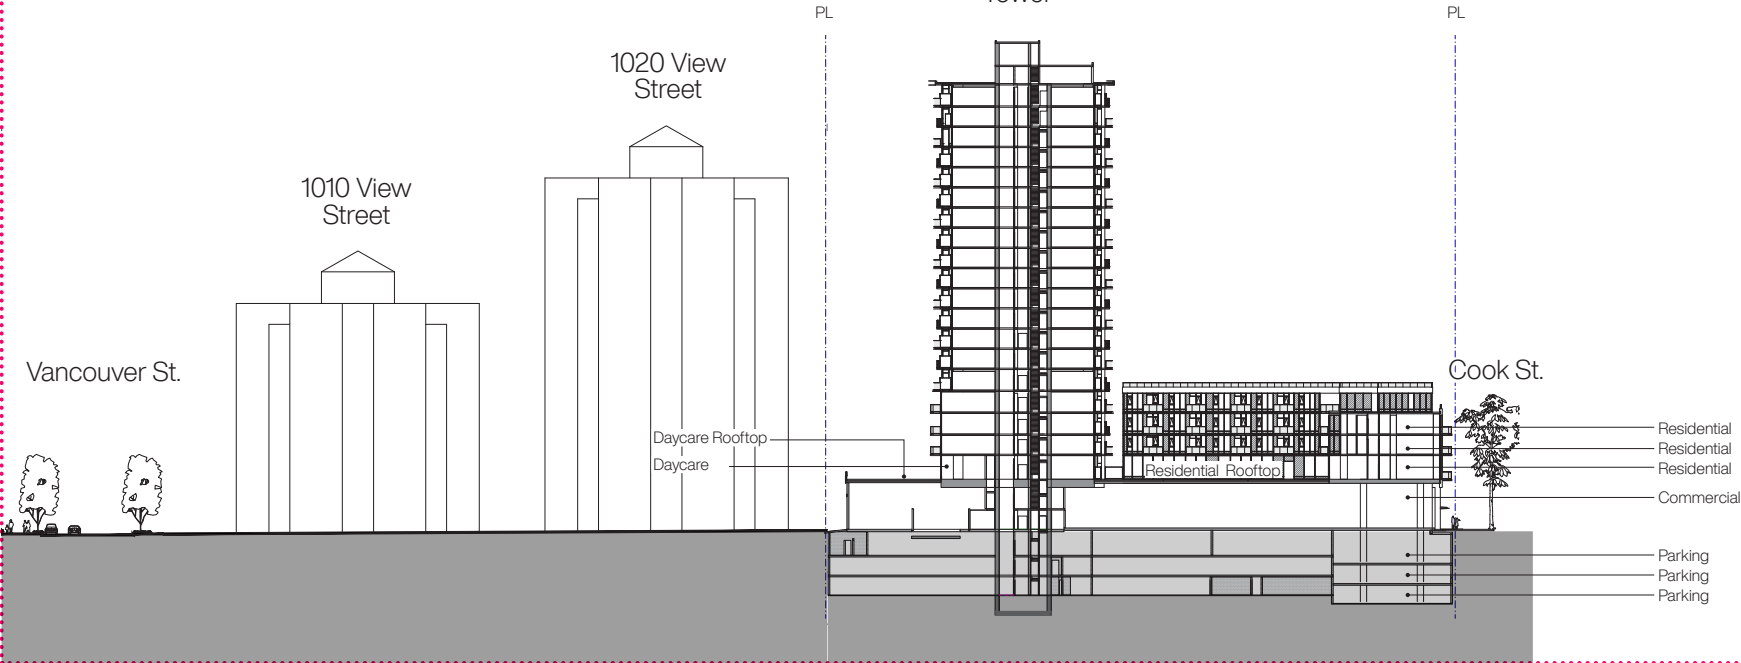 PL
PL
1020 View
Street
1010 View
Street
Vancouver St.
Cook St.
Daycare Rooftop
Daycare
Residential Rooftop
Residential
Residential
Residential
Commercial
Parking
Parking
Parking